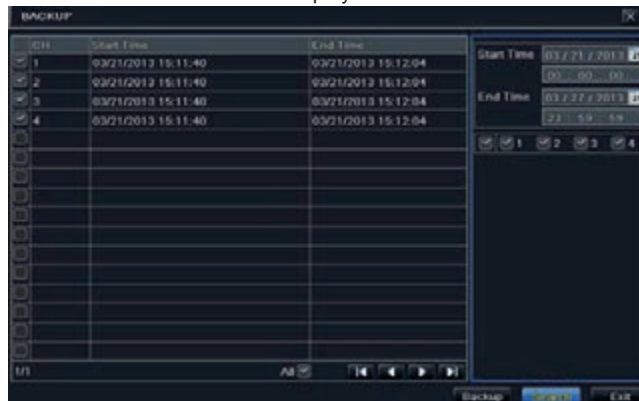 BACKUP
CH Start Time End Time
1 03/21/2013 15:11:40 03/21/2013 15:12:04
2 03/21/2013 15:11:40 03/21/2013 15:12:04
3 03/21/2013 15:11:40 03/21/2013 15:12:04
4 03/21/2013 15:11:40 03/21/2013 15:12:04
1/1 All
Start Time 03 / 21 / 2013
00 : 00 : 00
End Time 03 / 27 / 2013
23 : 59 : 59
1 2 3 4
Backup Search Exit